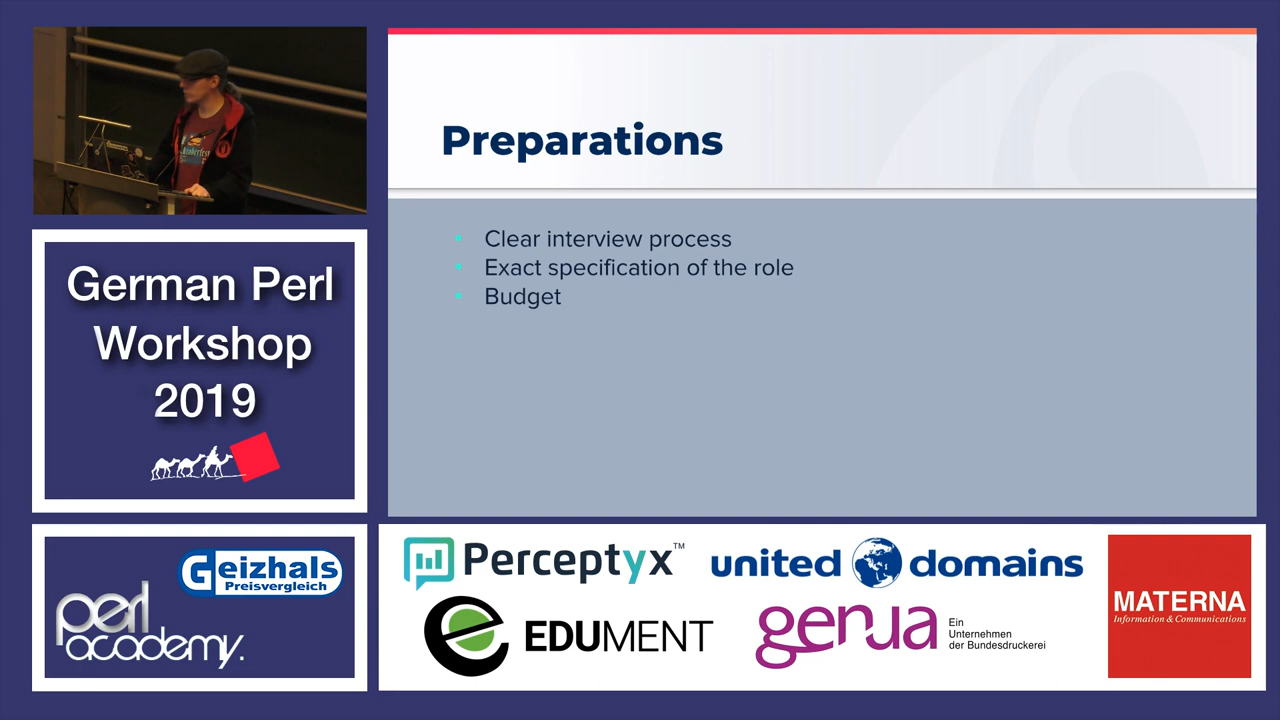 Preparations
• Clear interview process
• Exact specification of the role
• Budget
German Perl
Workshop
2019
Geizhals
Preisvergleich
perl
academy.
Perceptyx™
united domains
EDUMENT
genua
Ein
Unternehmen
der Bundesdruckerei
MATERNA
Information & Communications